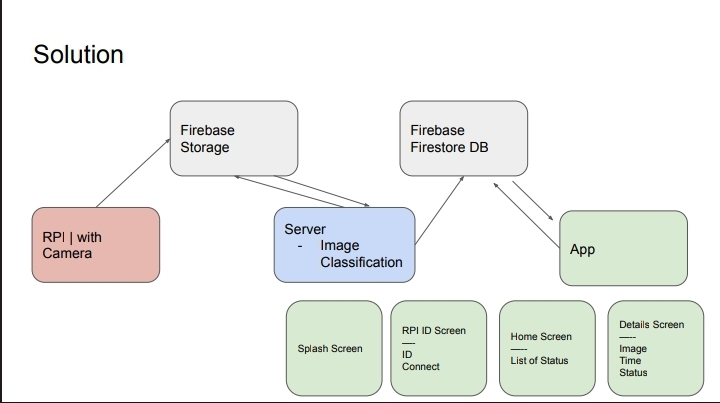 Solution
Firebase
Storage
Firebase
Firestore DB
RPI | with
Camera
Server
- Image
Classification
App
Splash Screen
RPI ID Screen
----
ID
Connect
Home Screen
-----
List of Status
Details Screen
-----
Image
Time
Status